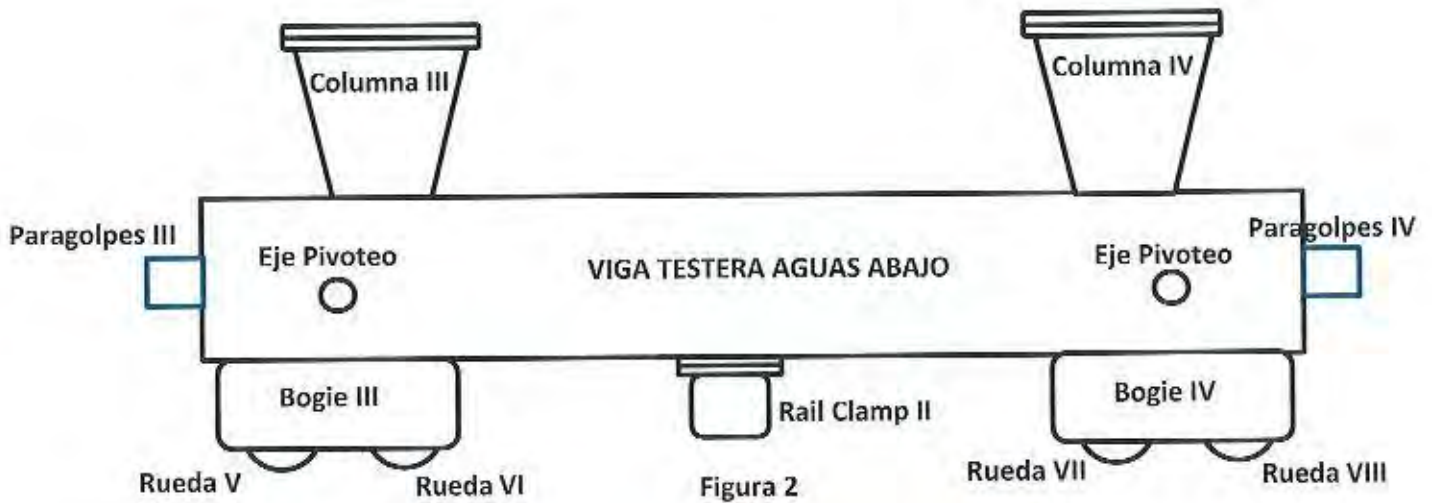 Columna III
Columna IV
Paragolpes III
Eje Pivoteo
VIGA TESTERA AGUAS ABAJO
Eje Pivoteo
Paragolpes IV
Bogie III
Rail Clamp II
Bogie IV
Rueda V
Rueda VI
Figura 2
Rueda VII
Rueda VIII